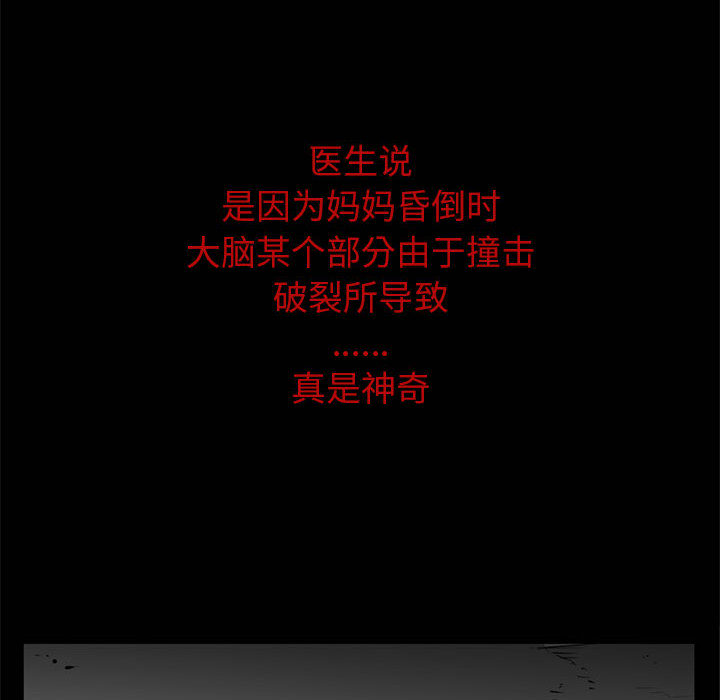 医生说
是因为妈妈昏倒时
大脑某个部分由于撞击
破裂所导致
……
真是神奇